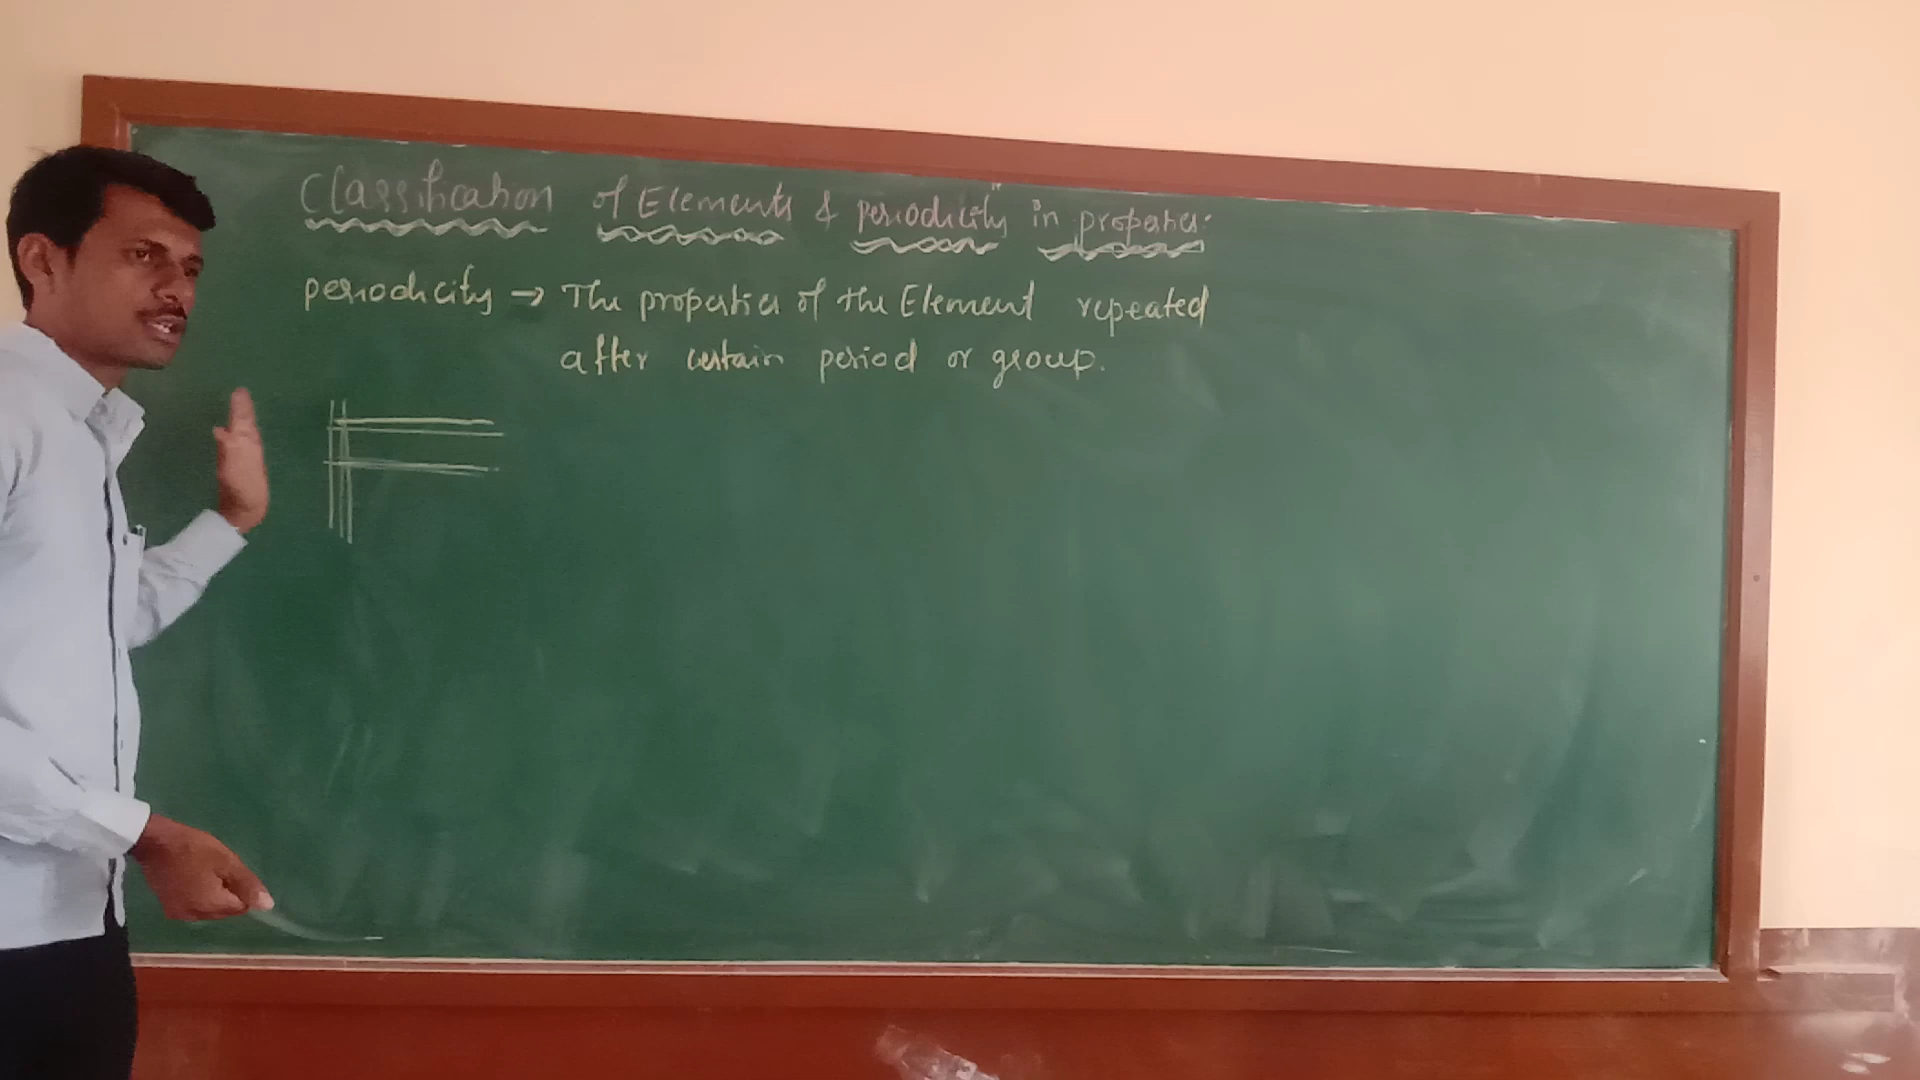 Classification of Elements & periodicity in properties:
periodicity → The properties of the Element repeated
after certain period or group.